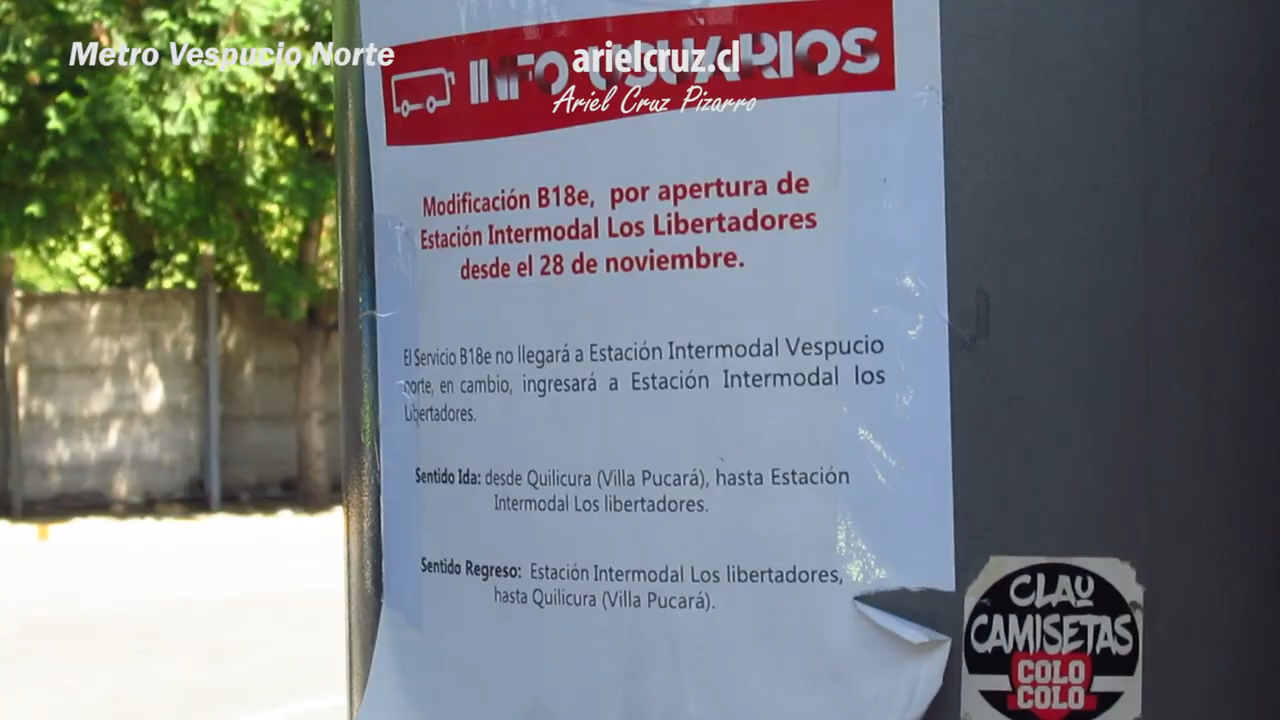 Metro Vespucio Norte
arielcruz.cl
Ariel Cruz Pizarro
INFO USUARIOS
Modificación B18e, por apertura de
Estación Intermodal Los Libertadores
desde el 28 de noviembre.
El Servicio B18e no llegará a Estación Intermodal Vespucio
norte, en cambio, ingresará a Estación Intermodal los
Libertadores.
Sentido Ida: desde Quilicura (Villa Pucará), hasta Estación
Intermodal Los libertadores.
Sentido Regreso: Estación Intermodal Los libertadores,
hasta Quilicura (Villa Pucará).
CLAU
CAMISETAS
COLO
COLO